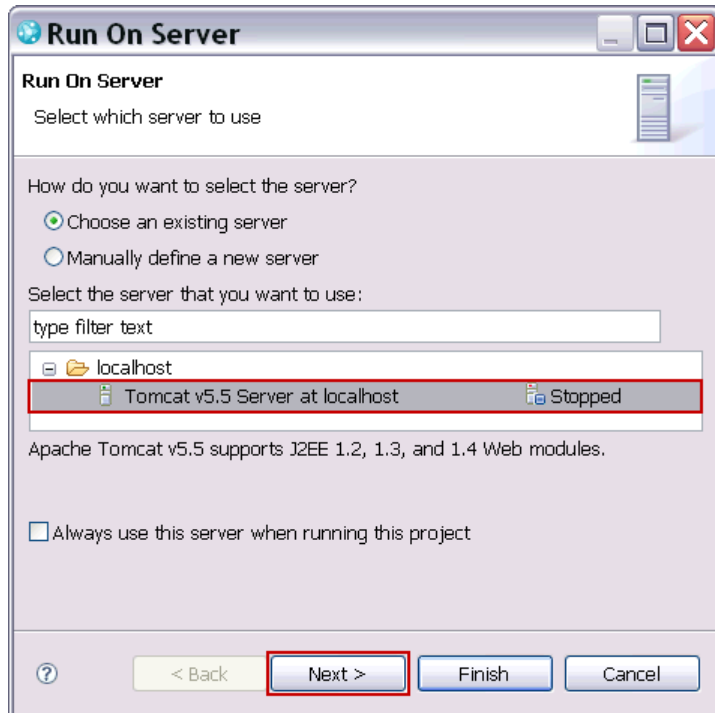 Run On Server
Run On Server
Select which server to use
How do you want to select the server?
Choose an existing server
Manually define a new server
Select the server that you want to use:
type filter text
localhost
Tomcat v5.5 Server at localhost Stopped
Apache Tomcat v5.5 supports J2EE 1.2, 1.3, and 1.4 Web modules.
Always use this server when running this project
? < Back Next > Finish Cancel